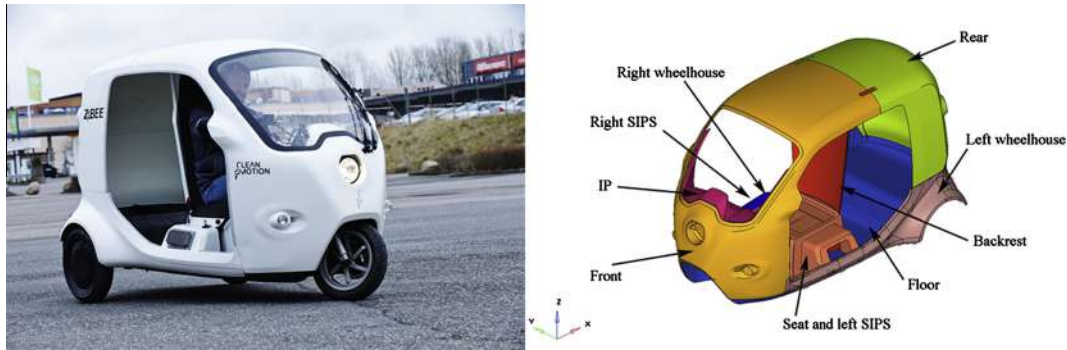 ZBEE
CLEAN
MOTION
Rear
Right wheelhouse
Right SIPS
Left wheelhouse
IP
Backrest
Front
Floor
Seat and left SIPS
Z
Y
X